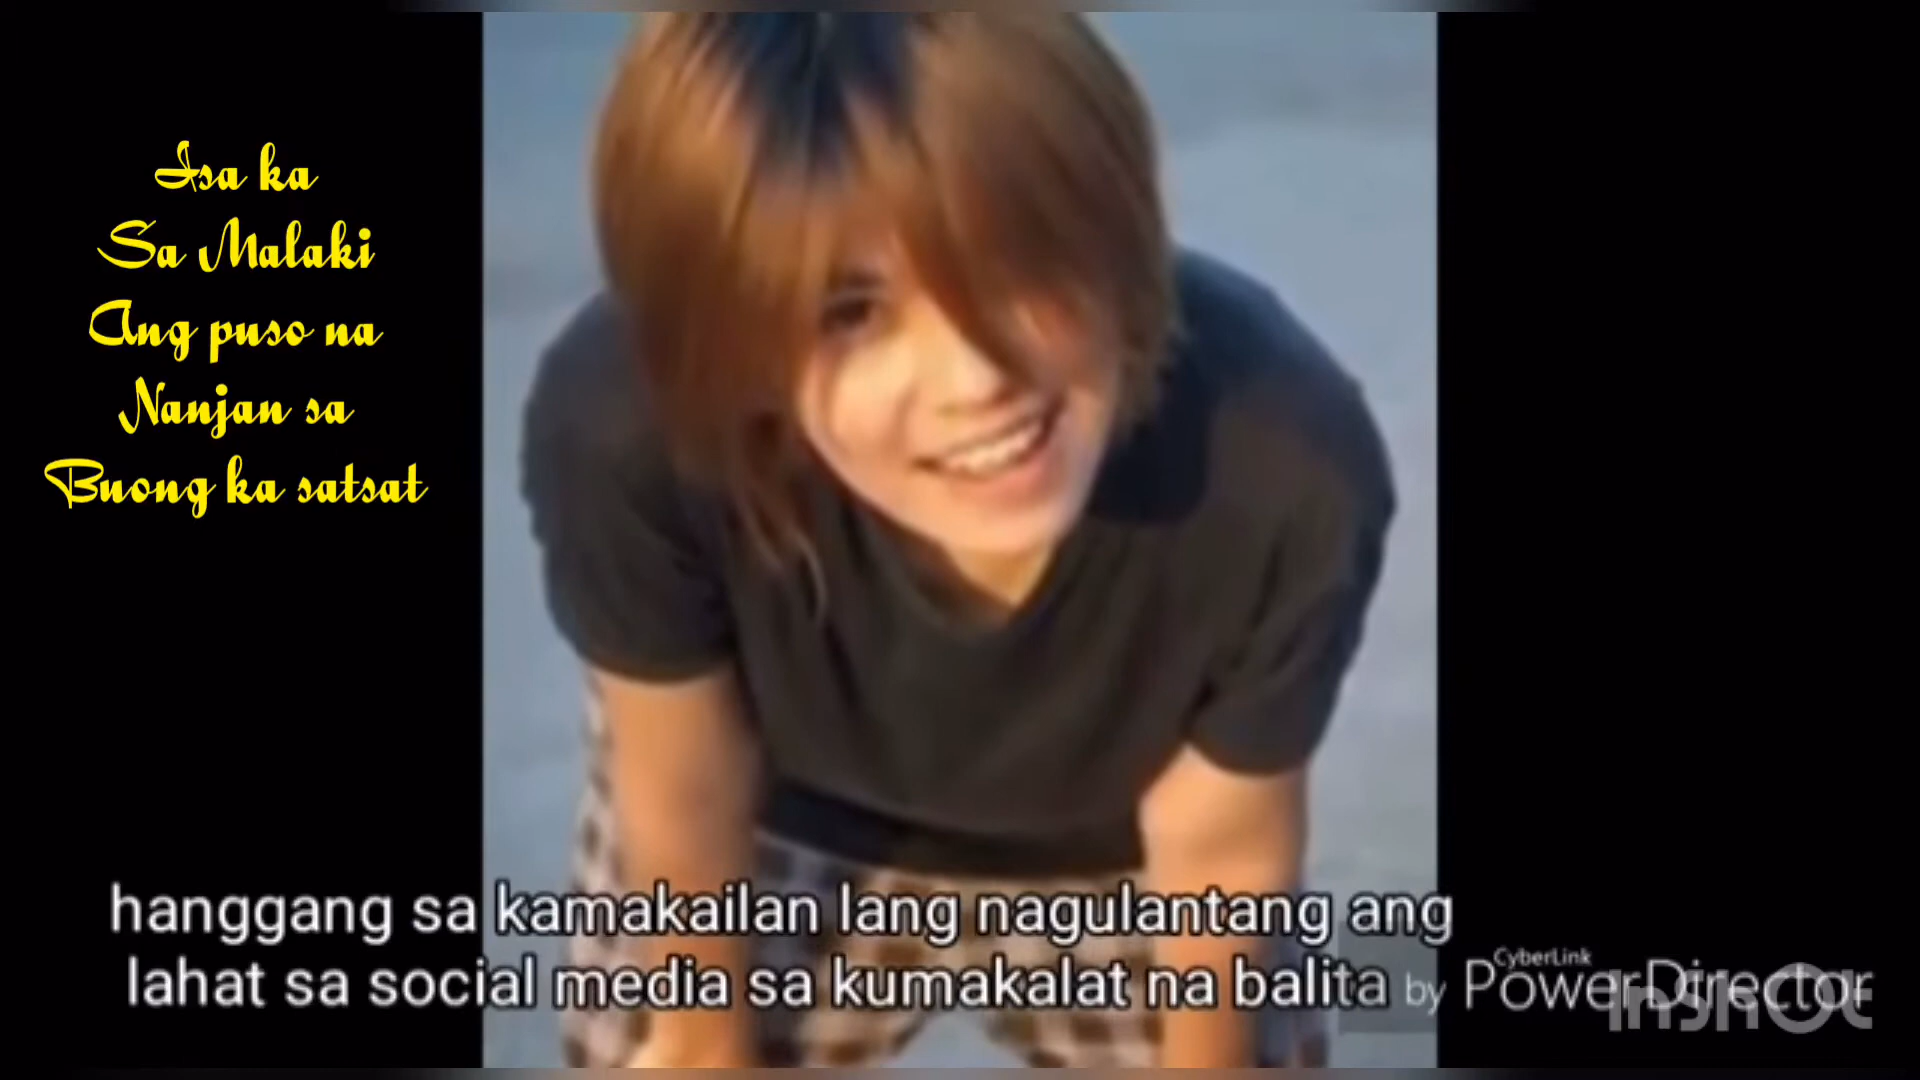 Isa ka
Sa Malaki
Ang puso na
Nanjan sa
Buong ka satsat
hanggang sa kamakailan lang nagulantang ang
lahat sa social media sa kumakalat na balita
by CyberLink PowerDirector
InShOt